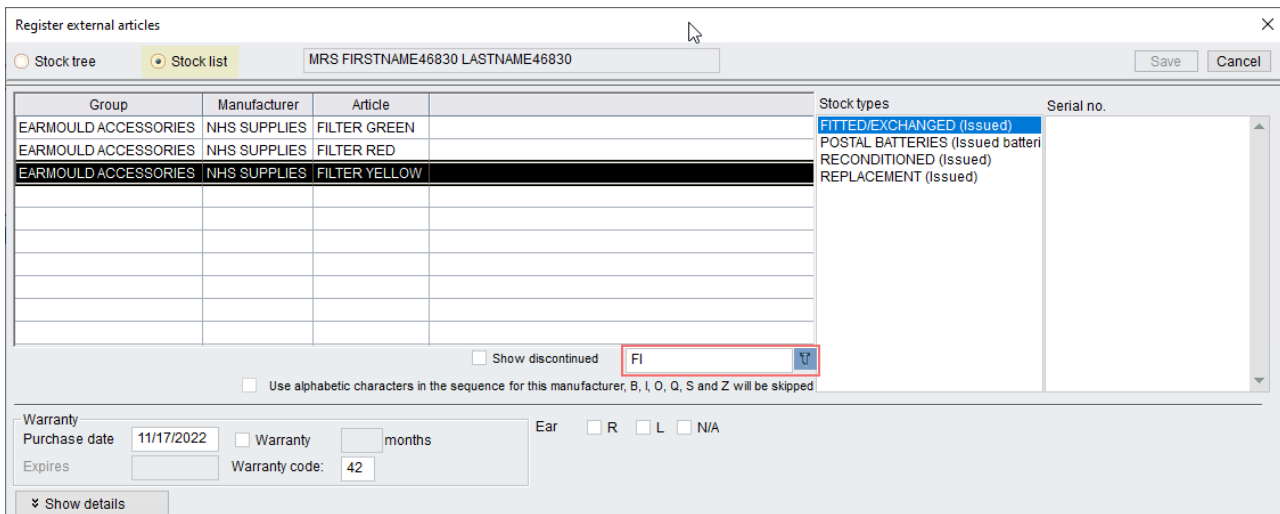 Register external articles
Stock tree Stock list MRS FIRSTNAME46830 LASTNAME46830 Save Cancel
Group Manufacturer Article Stock types Serial no.
EARMOULD ACCESSORIES NHS SUPPLIES FILTER GREEN FITTED/EXCHANGED (Issued)
EARMOULD ACCESSORIES NHS SUPPLIES FILTER RED POSTAL BATTERIES (Issued batteri
RECONDITIONED (Issued)
EARMOULD ACCESSORIES NHS SUPPLIES FILTER YELLOW REPLACEMENT (Issued)
Show discontinued FI
Use alphabetic characters in the sequence for this manufacturer, B, I, O, Q, S and Z will be skipped
Warranty
Purchase date 11/17/2022 Warranty months Ear R L N/A
Expires Warranty code: 42
Show details